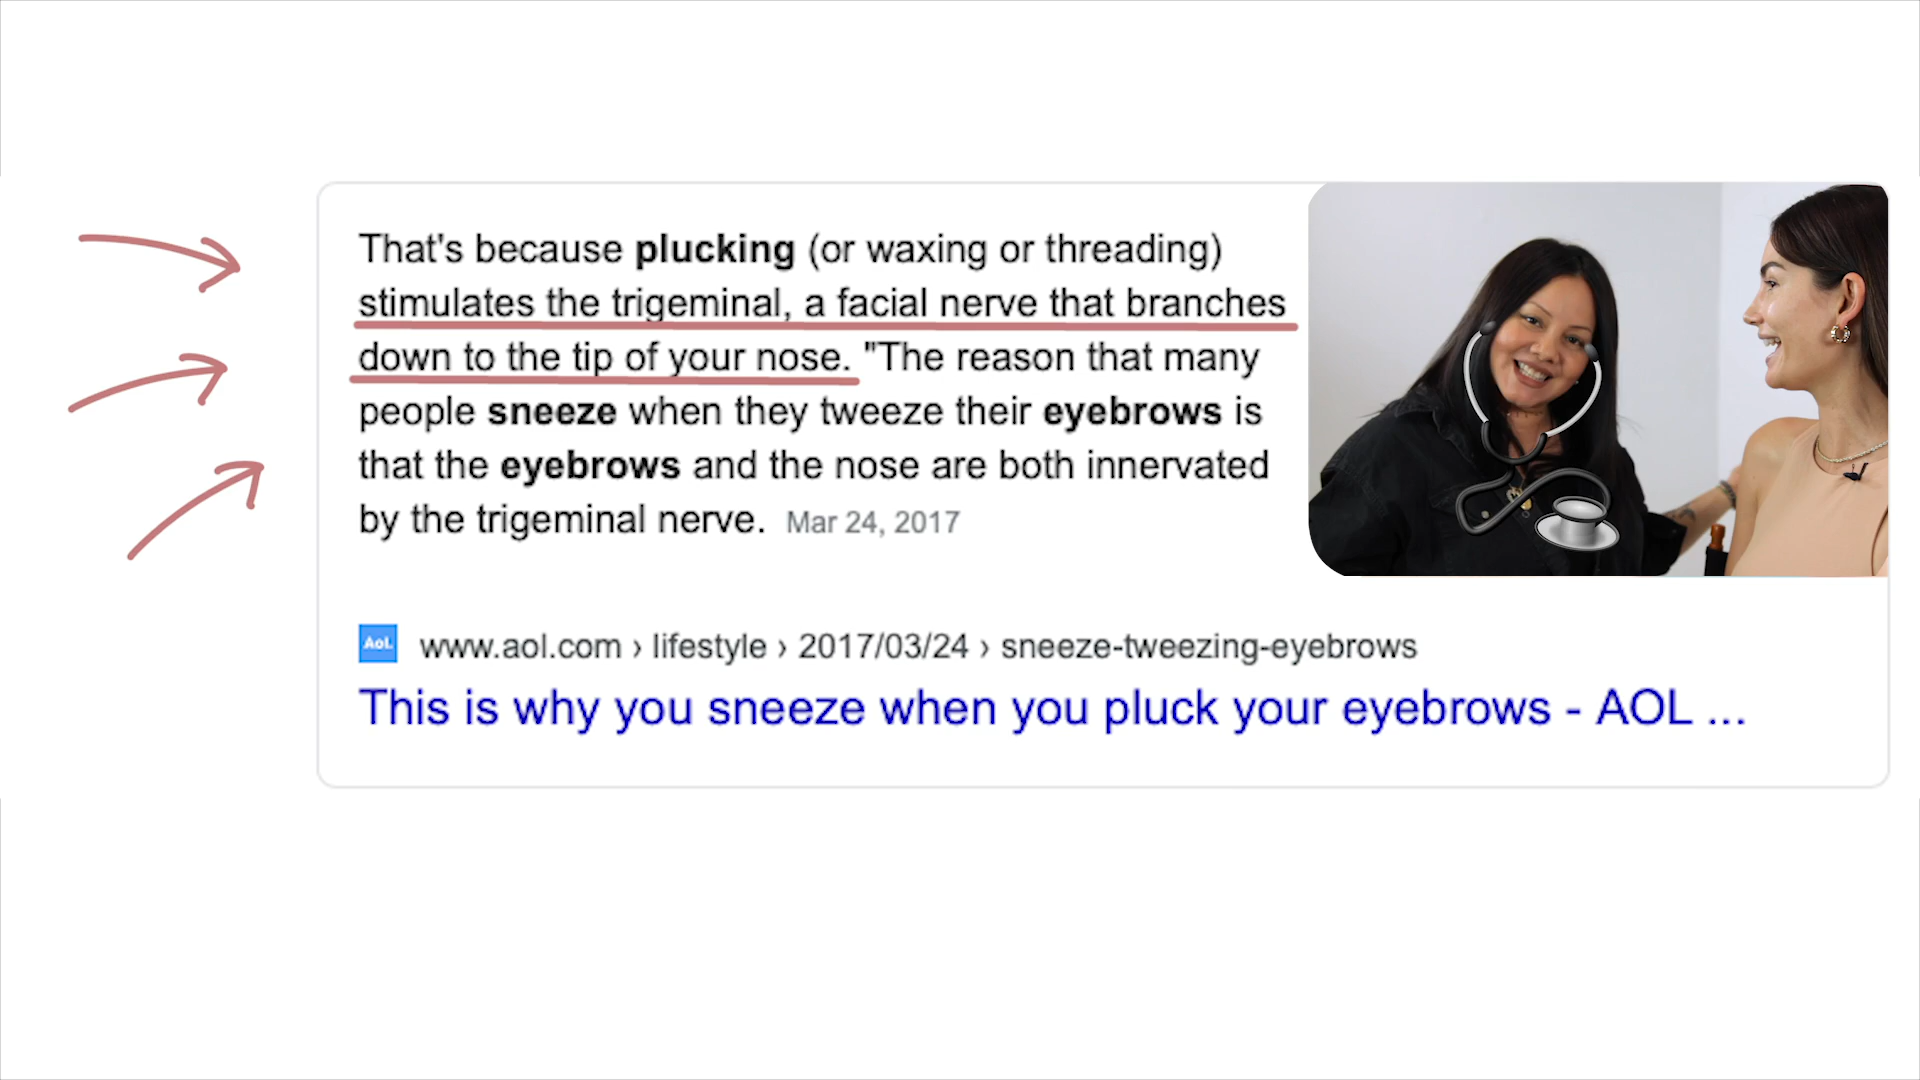 That's because plucking (or waxing or threading)
stimulates the trigeminal, a facial nerve that branches
down to the tip of your nose. "The reason that many
people sneeze when they tweeze their eyebrows is
that the eyebrows and the nose are both innervated
by the trigeminal nerve. Mar 24, 2017
Aol.
www.aol.com › lifestyle › 2017/03/24 › sneeze-tweezing-eyebrows
This is why you sneeze when you pluck your eyebrows - AOL ...